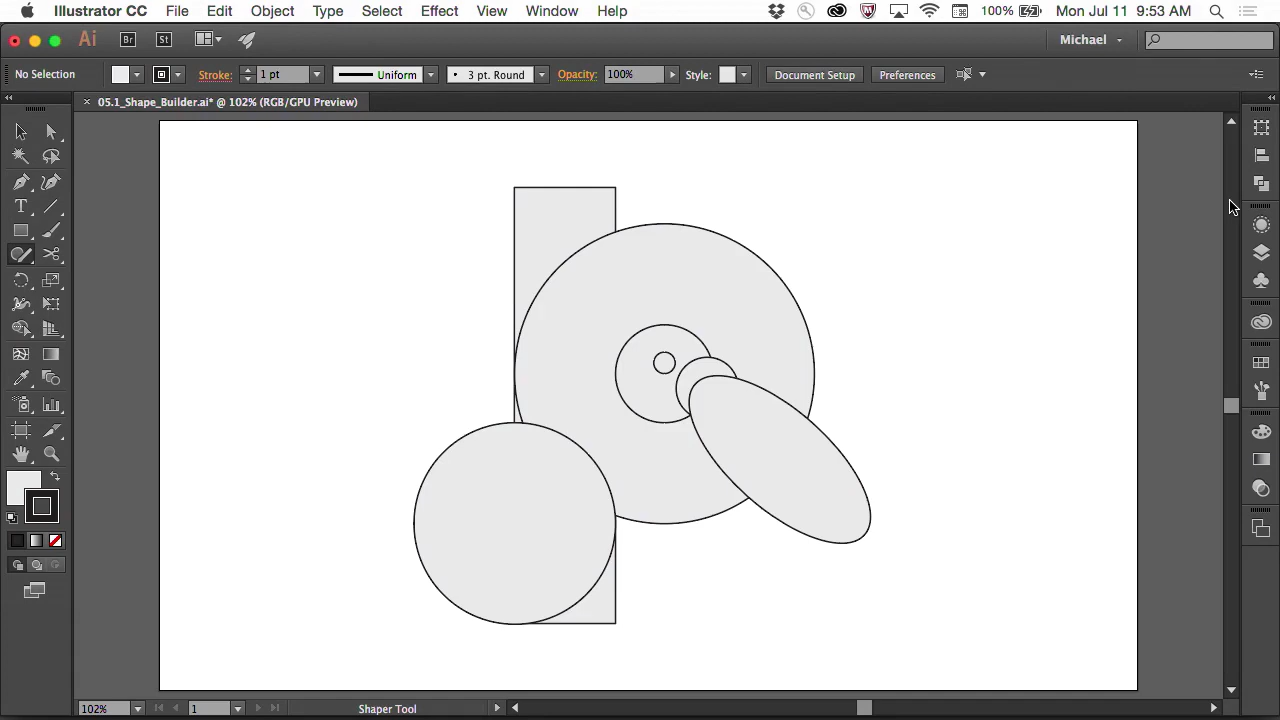 Illustrator CC File Edit Object Type Select Effect View Window Help 100% Mon Jul 11 9:53 AM
Ai Br St Michael
No Selection Stroke: 1 pt Uniform 3 pt. Round Opacity: 100% Style: Document Setup Preferences
× 05.1_Shape_Builder.ai* @ 102% (RGB/GPU Preview)
T
102% 1 Shaper Tool